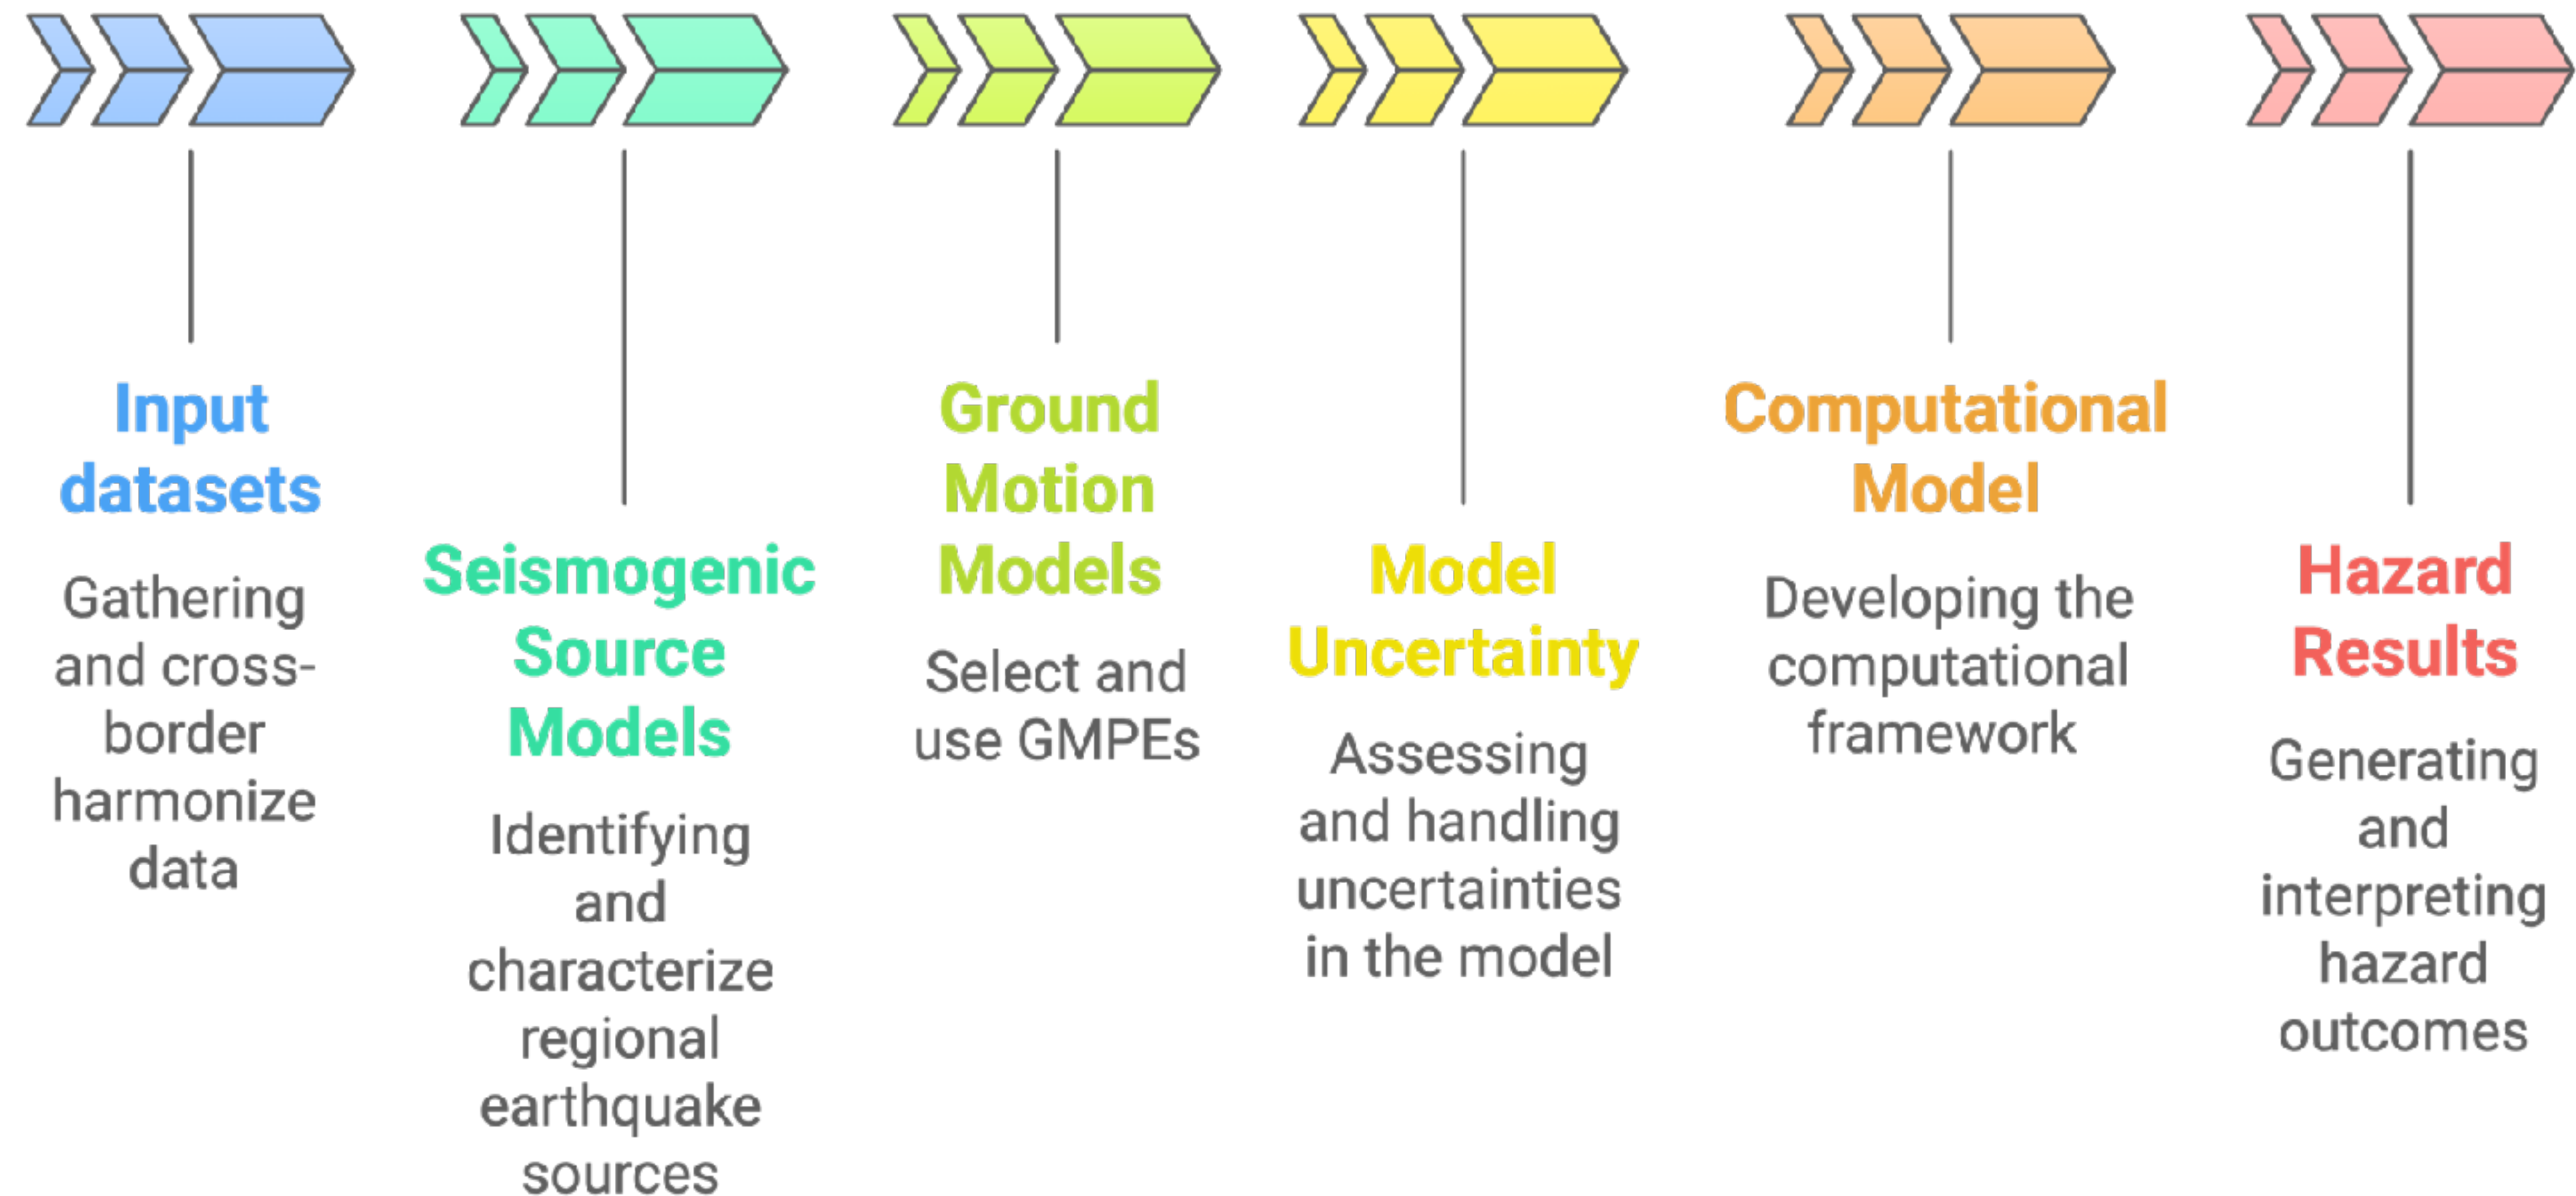 Input
datasets
Gathering
and cross-
border
harmonize
data
Seismogenic
Source
Models
Identifying
and
characterize
regional
earthquake
sources
Ground
Motion
Models
Select and
use GMPEs
Model
Uncertainty
Assessing
and handling
uncertainties
in the model
Computational
Model
Developing the
computational
framework
Hazard
Results
Generating
and
interpreting
hazard
outcomes